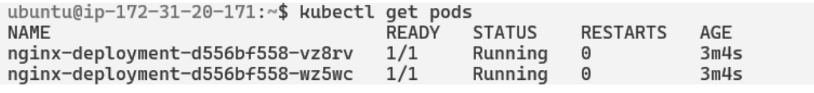 ubuntu@ip-172-31-20-171:~$ kubectl get pods
NAME READY STATUS RESTARTS AGE
nginx-deployment-d556bf558-vz8rv 1/1 Running 0 3m4s
nginx-deployment-d556bf558-wz5wc 1/1 Running 0 3m4s